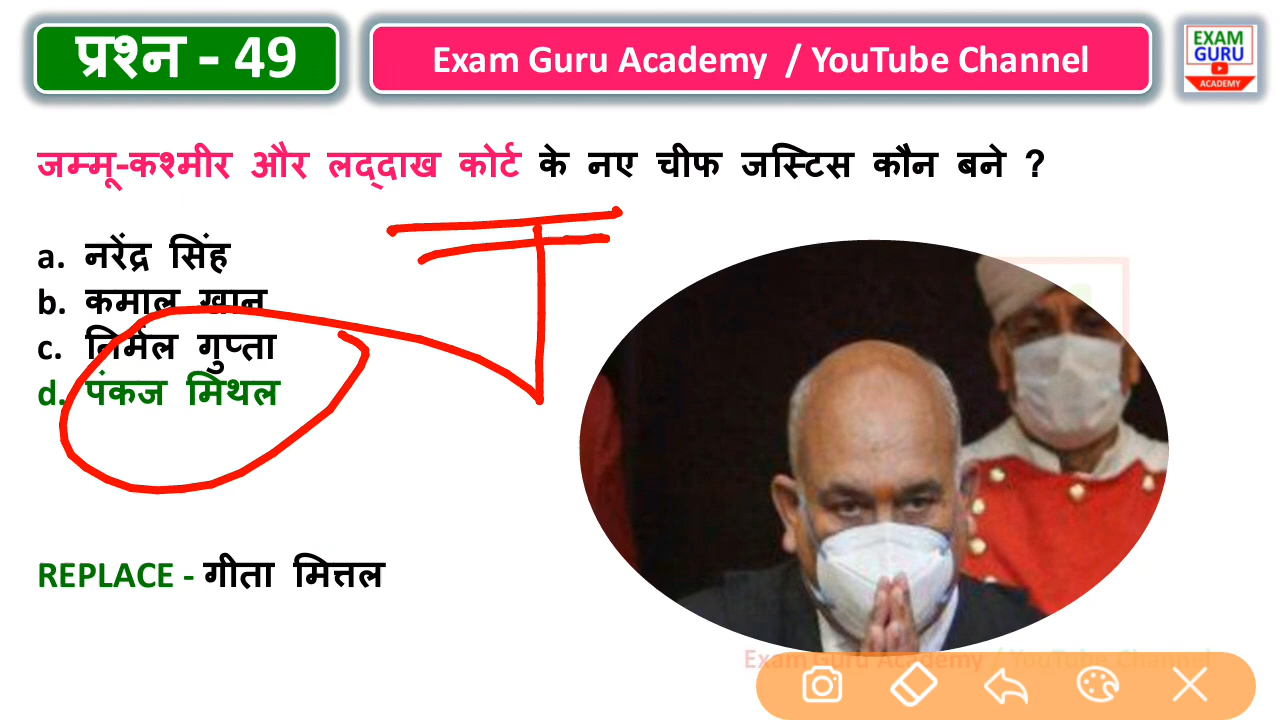 प्रश्न - 49
Exam Guru Academy / YouTube Channel
EXAM
GURU
ACADEMY
जम्मू-कश्मीर और लद्दाख कोर्ट के नए चीफ जस्टिस कौन बने ?
a. नरेंद्र सिंह
b. कमाल खान
c. निर्मल गुप्ता
d. पंकज मिथल
REPLACE - गीता मित्तल
Exam Guru Academy / YouTube Channel